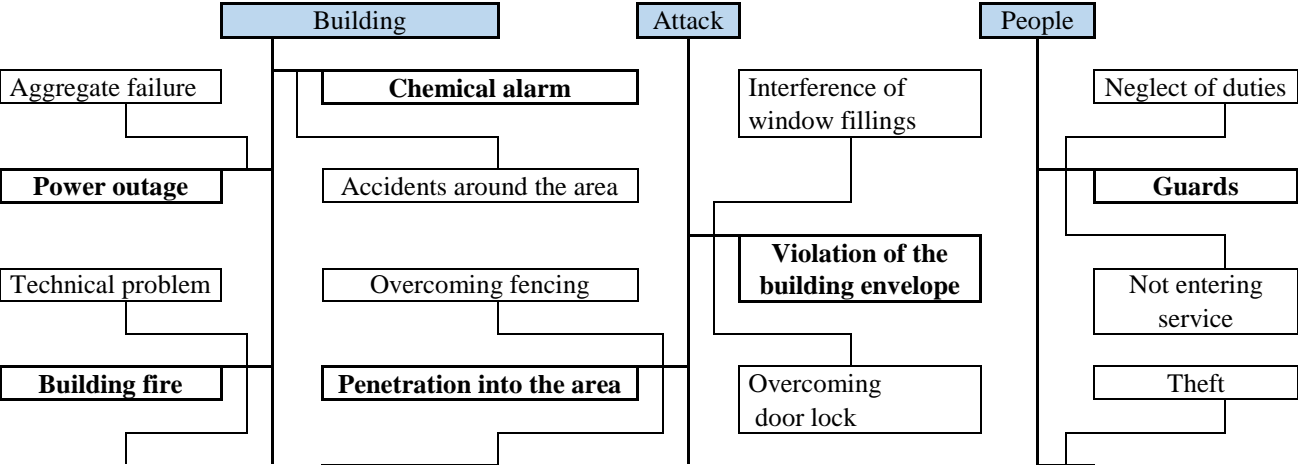 Building
Attack
People
Aggregate failure
Chemical alarm
Interference of
window fillings
Neglect of duties
Power outage
Accidents around the area
Guards
Violation of the
building envelope
Technical problem
Overcoming fencing
Not entering
service
Building fire
Penetration into the area
Overcoming
door lock
Theft